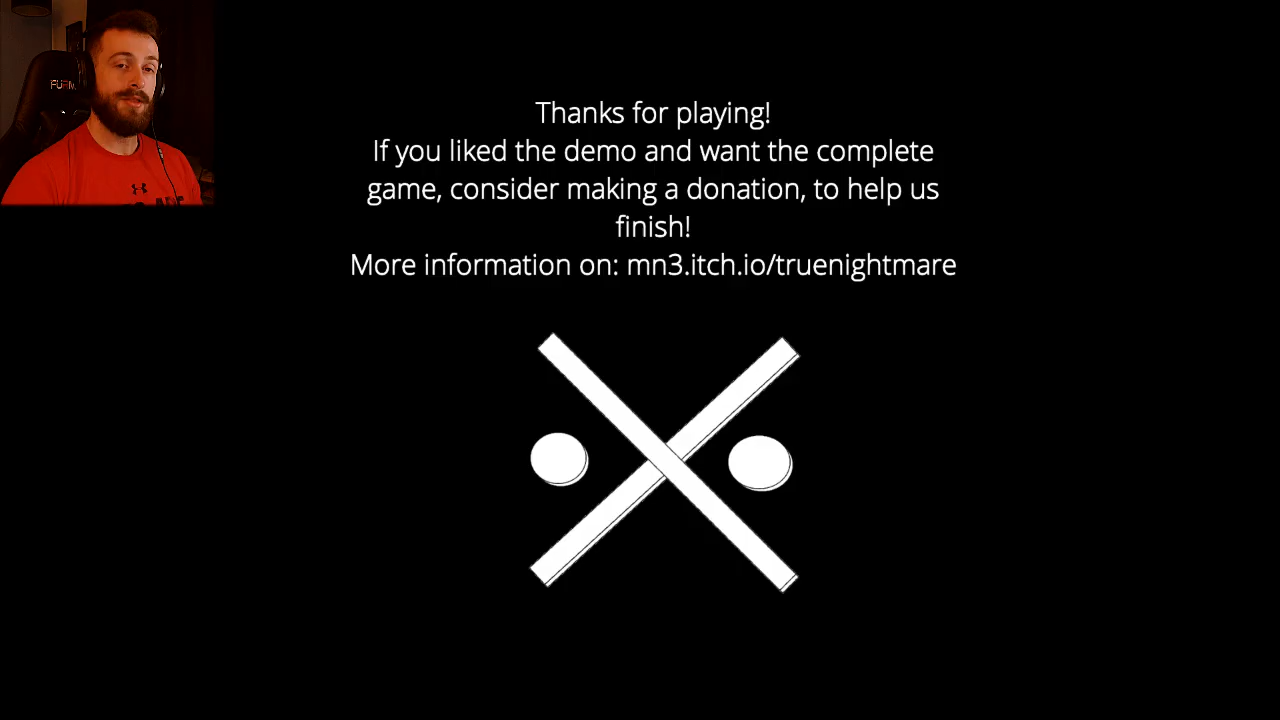 Thanks for playing!
If you liked the demo and want the complete
game, consider making a donation, to help us
finish!
More information on: mn3.itch.io/truenightmare